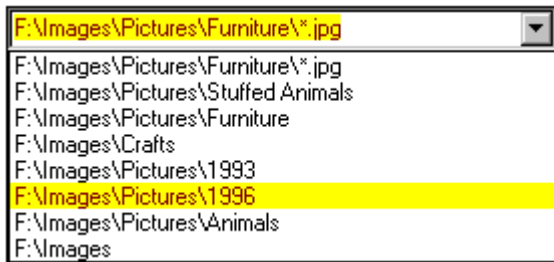 F:\Images\Pictures\Furniture\*.jpg
F:\Images\Pictures\Furniture\*.jpg
F:\Images\Pictures\Stuffed Animals
F:\Images\Pictures\Furniture
F:\Images\Crafts
F:\Images\Pictures\1993
F:\Images\Pictures\1996
F:\Images\Pictures\Animals
F:\Images